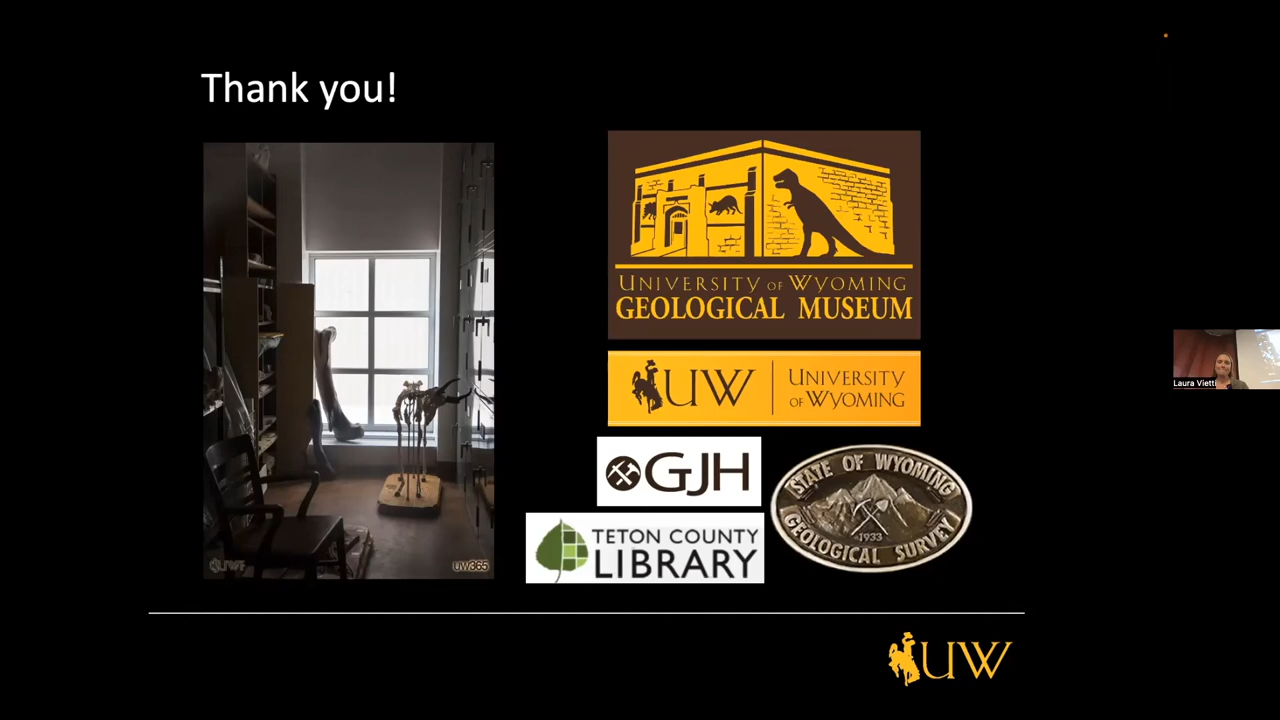 Thank you!
UNIVERSITY OF WYOMING
GEOLOGICAL MUSEUM
UW
UNIVERSITY
OF WYOMING
GJH
STATE OF WYOMING
1933
GEOLOGICAL SURVEY
TETON COUNTY
LIBRARY
UW
uw365
UW
Laura Vietti